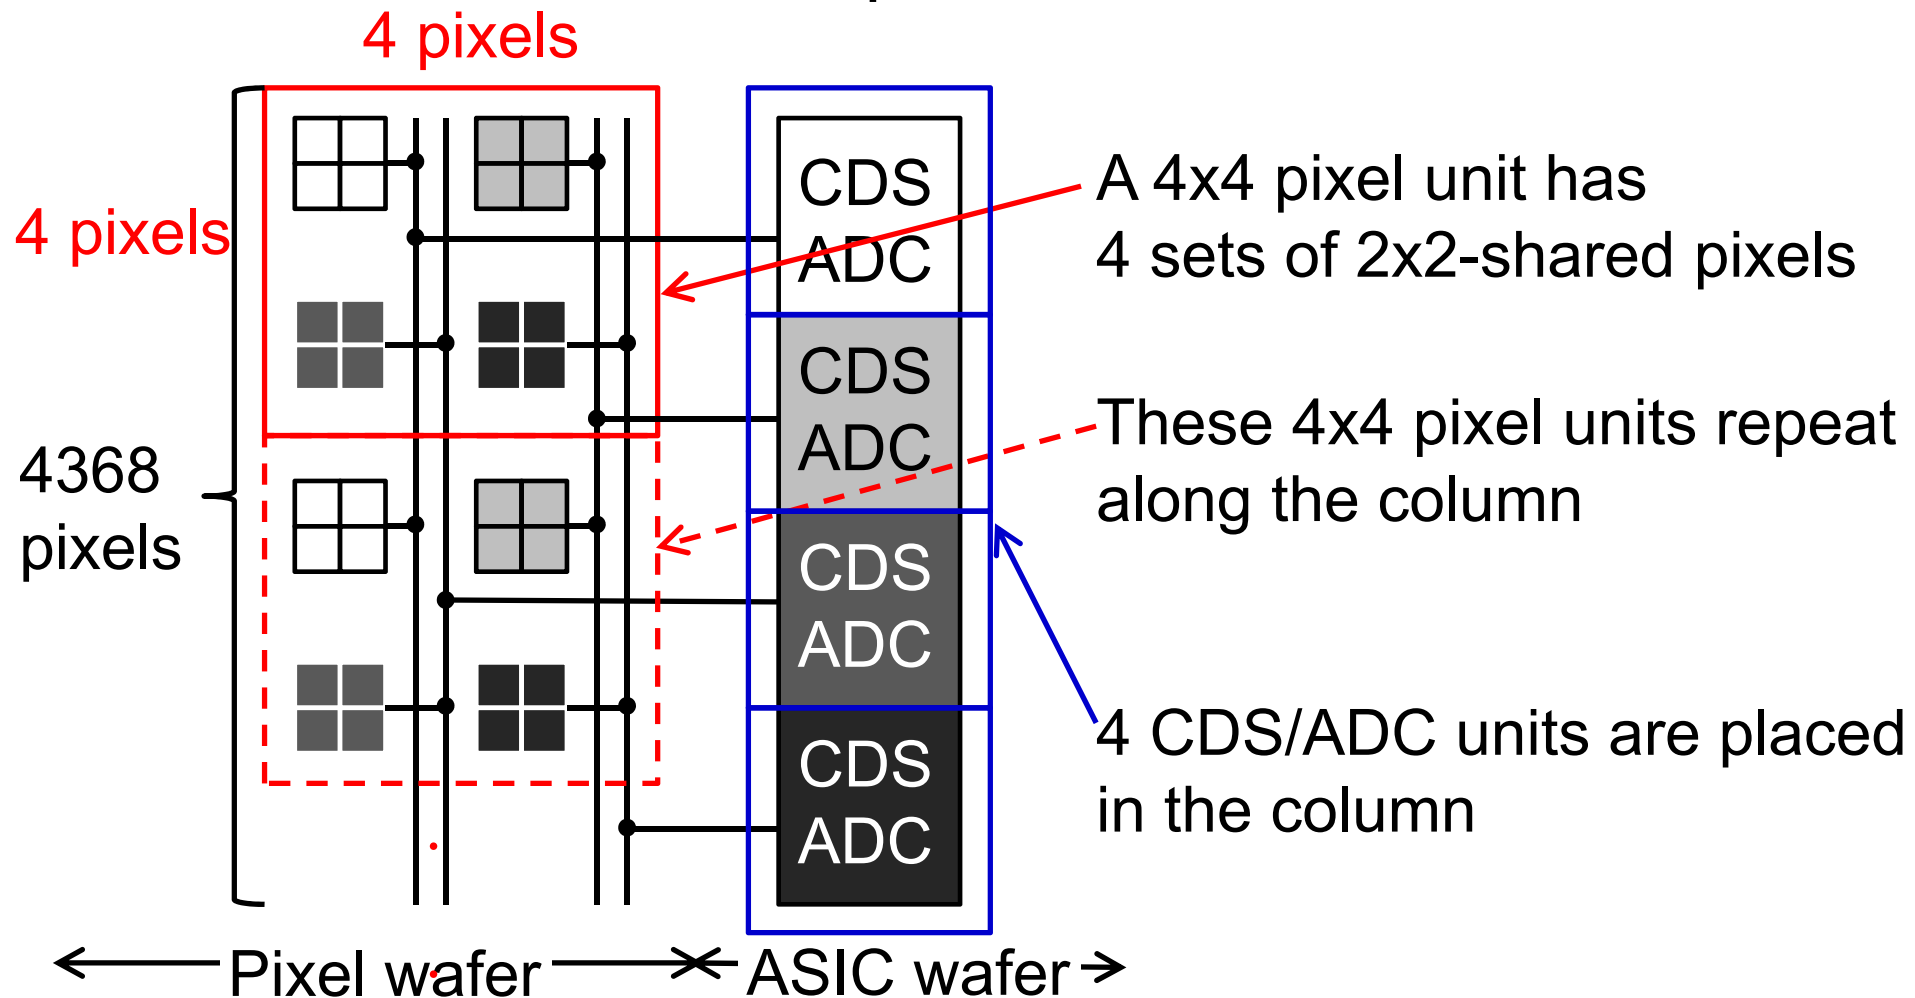 4 pixels
4 pixels
4368
pixels
CDS
ADC
CDS
ADC
CDS
ADC
CDS
ADC
A 4x4 pixel unit has
4 sets of 2x2-shared pixels
These 4x4 pixel units repeat
along the column
4 CDS/ADC units are placed
in the column
Pixel wafer
ASIC wafer